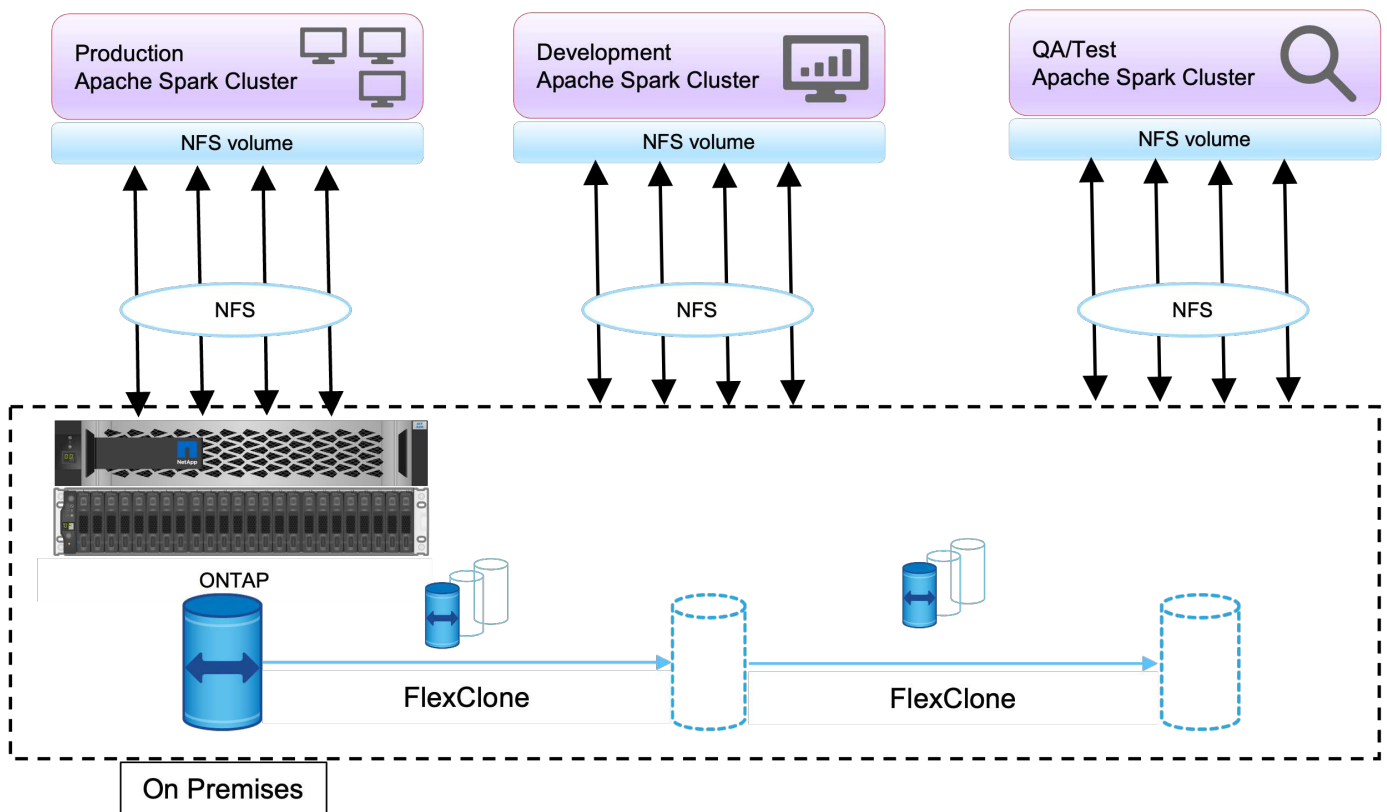 Production
Apache Spark Cluster
Development
Apache Spark Cluster
QA/Test
Apache Spark Cluster
NFS volume
NFS volume
NFS volume
NFS
NFS
NFS
NetApp
ONTAP
FlexClone
FlexClone
On Premises